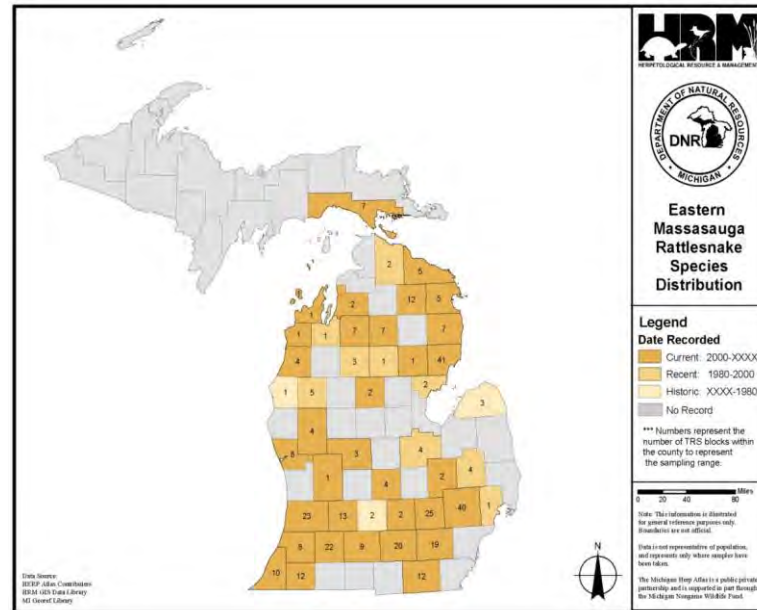 HRM
HERPETOLOGICAL RESOURCE & MANAGEMENT
DEPARTMENT OF NATURAL RESOURCES
DNR
MICHIGAN
Eastern
Massasauga
Rattlesnake
Species
Distribution
Legend
Date Recorded
Current: 2000-XXXX
Recent: 1980-2000
Historic: XXXX-1980
No Record
*** Numbers represent the
number of TRS blocks within
the county to represent
the sampling range.
Miles
0 20 40 80
Note: This information is illustrated
for general reference purposes only.
Boundaries are not official.
Data is not representative of population,
and represents only where samples have
been taken.
The Michigan Herp Atlas is a public private
partnership and is supported in part through
the Michigan Nongame Wildlife Fund.
N
7
2 5
2 12 5
1
1 1 7 7 7
4 3 1 1 41
1 5 2 2
3
4
8 3 4
4
1 4 2
23 13 2 2 25 40 1
8 22 9 20 19
10 12 12
Data Source:
HERP Atlas Contributors
HRM GIS Data Library
MI Georef Library